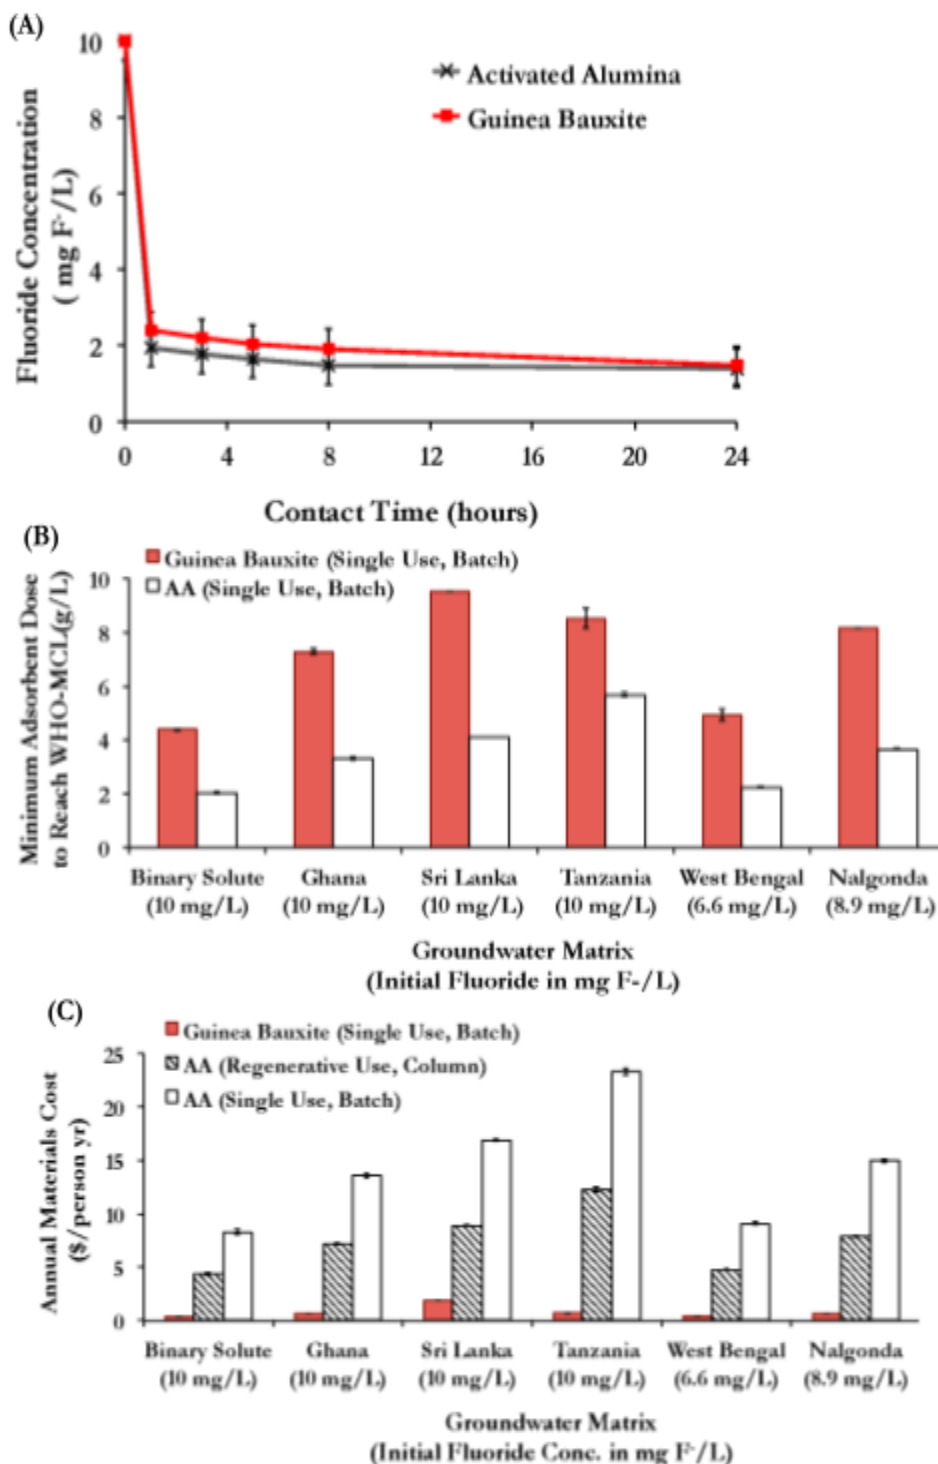 (A)
10
8
6
4
2
0
Fluoride Concentration
( mg F-/L)
Activated Alumina
Guinea Bauxite
0 4 8 12 16 20 24
Contact Time (hours)
(B)
Guinea Bauxite (Single Use, Batch)
AA (Single Use, Batch)
10
8
6
4
2
0
Minimum Adsorbent Dose
to Reach WHO-MCL(g/L)
Binary Solute Ghana Sri Lanka Tanzania West Bengal Nalgonda
(10 mg/L) (10 mg/L) (10 mg/L) (10 mg/L) (6.6 mg/L) (8.9 mg/L)
Groundwater Matrix
(Initial Fluoride in mg F-/L)
(C)
Guinea Bauxite (Single Use, Batch)
AA (Regenerative Use, Column)
AA (Single Use, Batch)
25
20
15
10
5
0
Annual Materials Cost
($/person yr)
Binary Solute Ghana Sri Lanka Tanzania West Bengal Nalgonda
(10 mg/L) (10 mg/L) (10 mg/L) (10 mg/L) (6.6 mg/L) (8.9 mg/L)
Groundwater Matrix
(Initial Fluoride Conc. in mg F-/L)